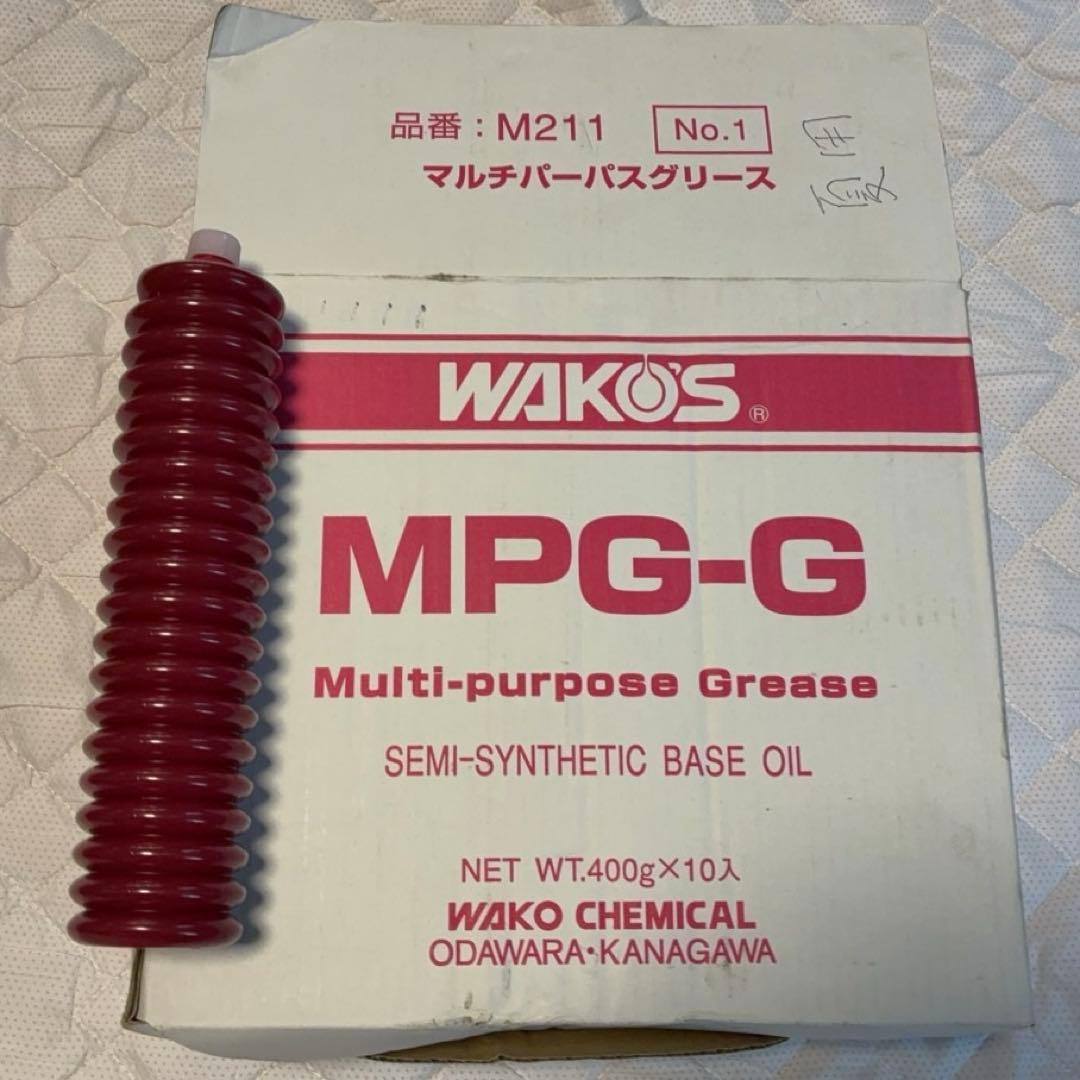 品番：M211 No.1
マルチパーパスグリース
WAKO'S®
MPG-G
Multi-purpose Grease
SEMI-SYNTHETIC BASE OIL
NET WT.400g×10入
WAKO CHEMICAL
ODAWARA・KANAGAWA